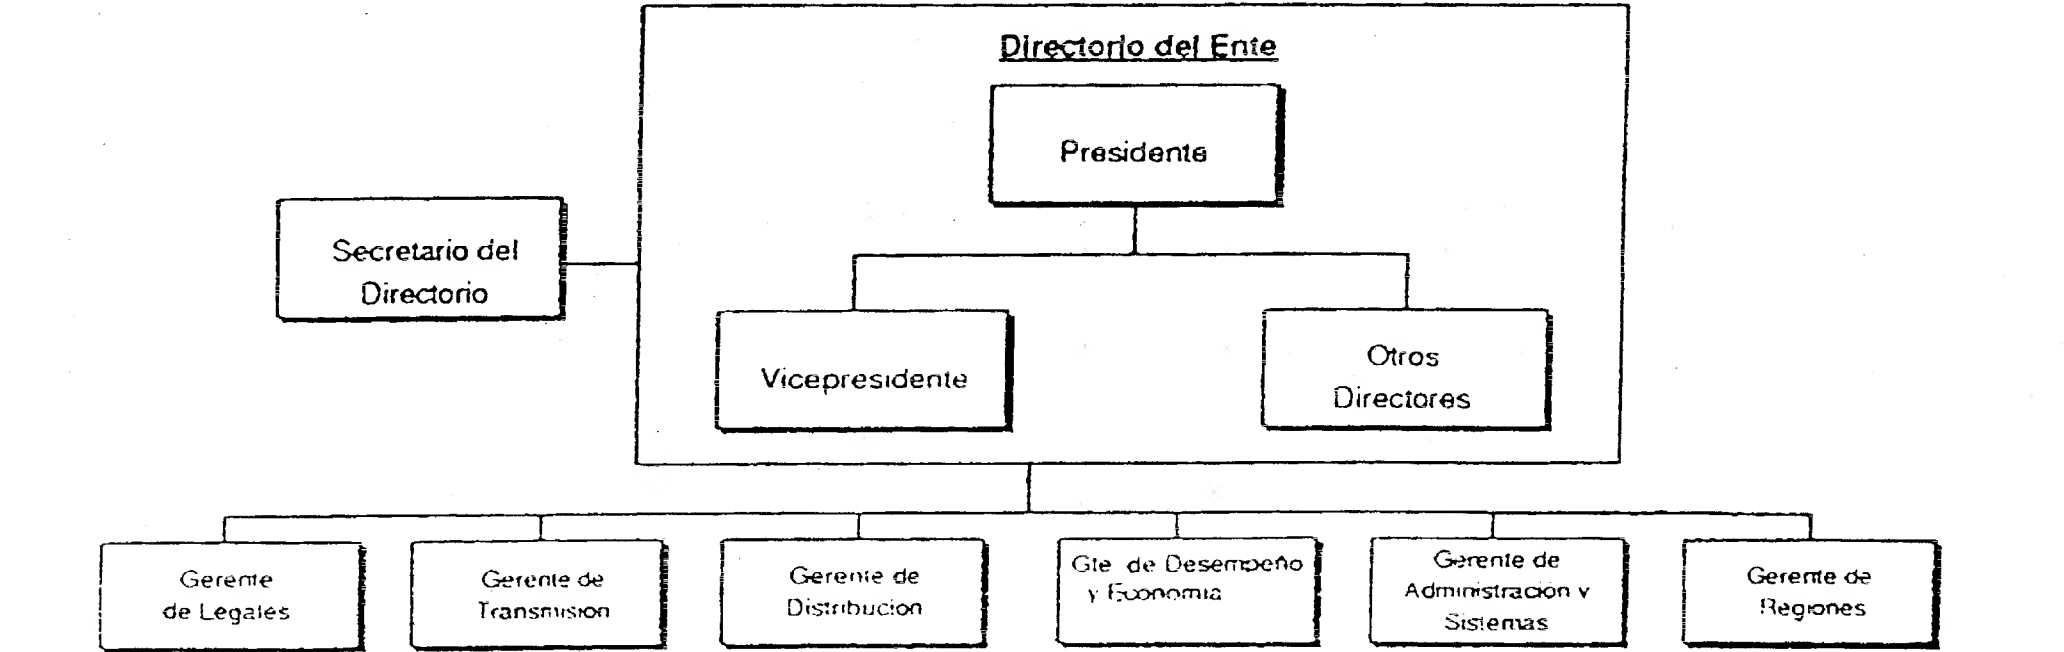 Directorio del Ente
Presidente
Secretario del
Directorio
Vicepresidente
Otros
Directores
Gerente
de Legales
Gerente de
Transmision
Gerente de
Distribucion
Gte de Desempeño
y Economia
Gerente de
Administracion y
Sistemas
Gerente de
Regiones